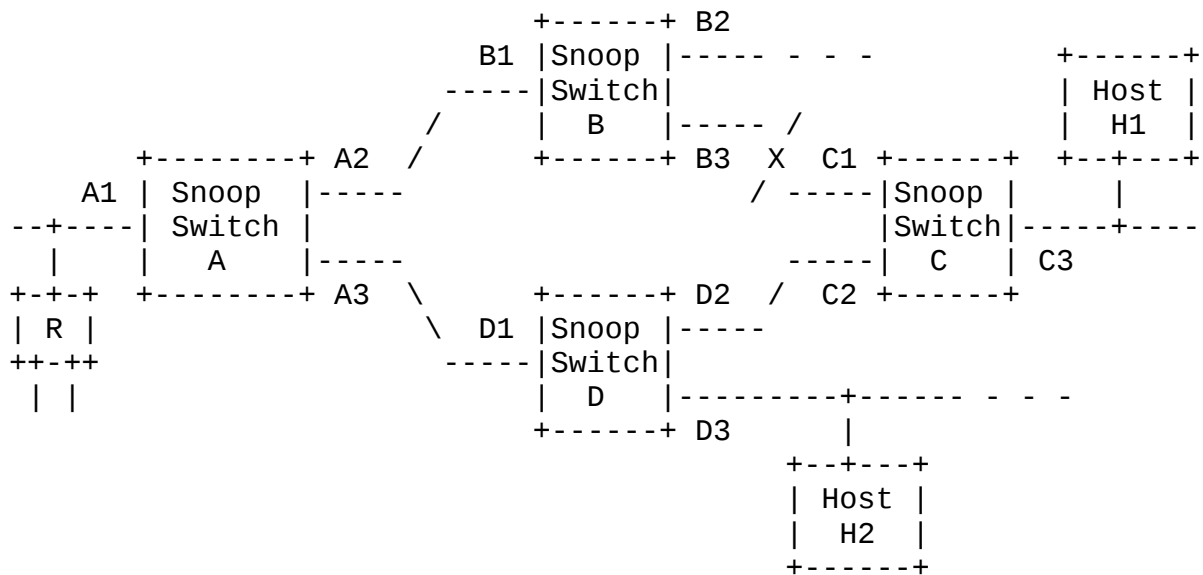 +------+ B2
B1 |Snoop |----- - - - +------+
-----|Switch| | Host |
/ | B |----- / | H1 |
+--------+ A2 / +------+ B3 X C1 +------+ +--+---+
A1 | Snoop |----- / -----|Snoop | |
--+----| Switch | |Switch|-----+----
| | A |----- -----| C | C3
+-+-+ +--------+ A3 \ +------+ D2 / C2 +------+
| R | \ D1 |Snoop |-----
++-++ -----|Switch|
| | | D |---------+------ - - -
+------+ D3 |
+--+---+
| Host |
| H2 |
+------+